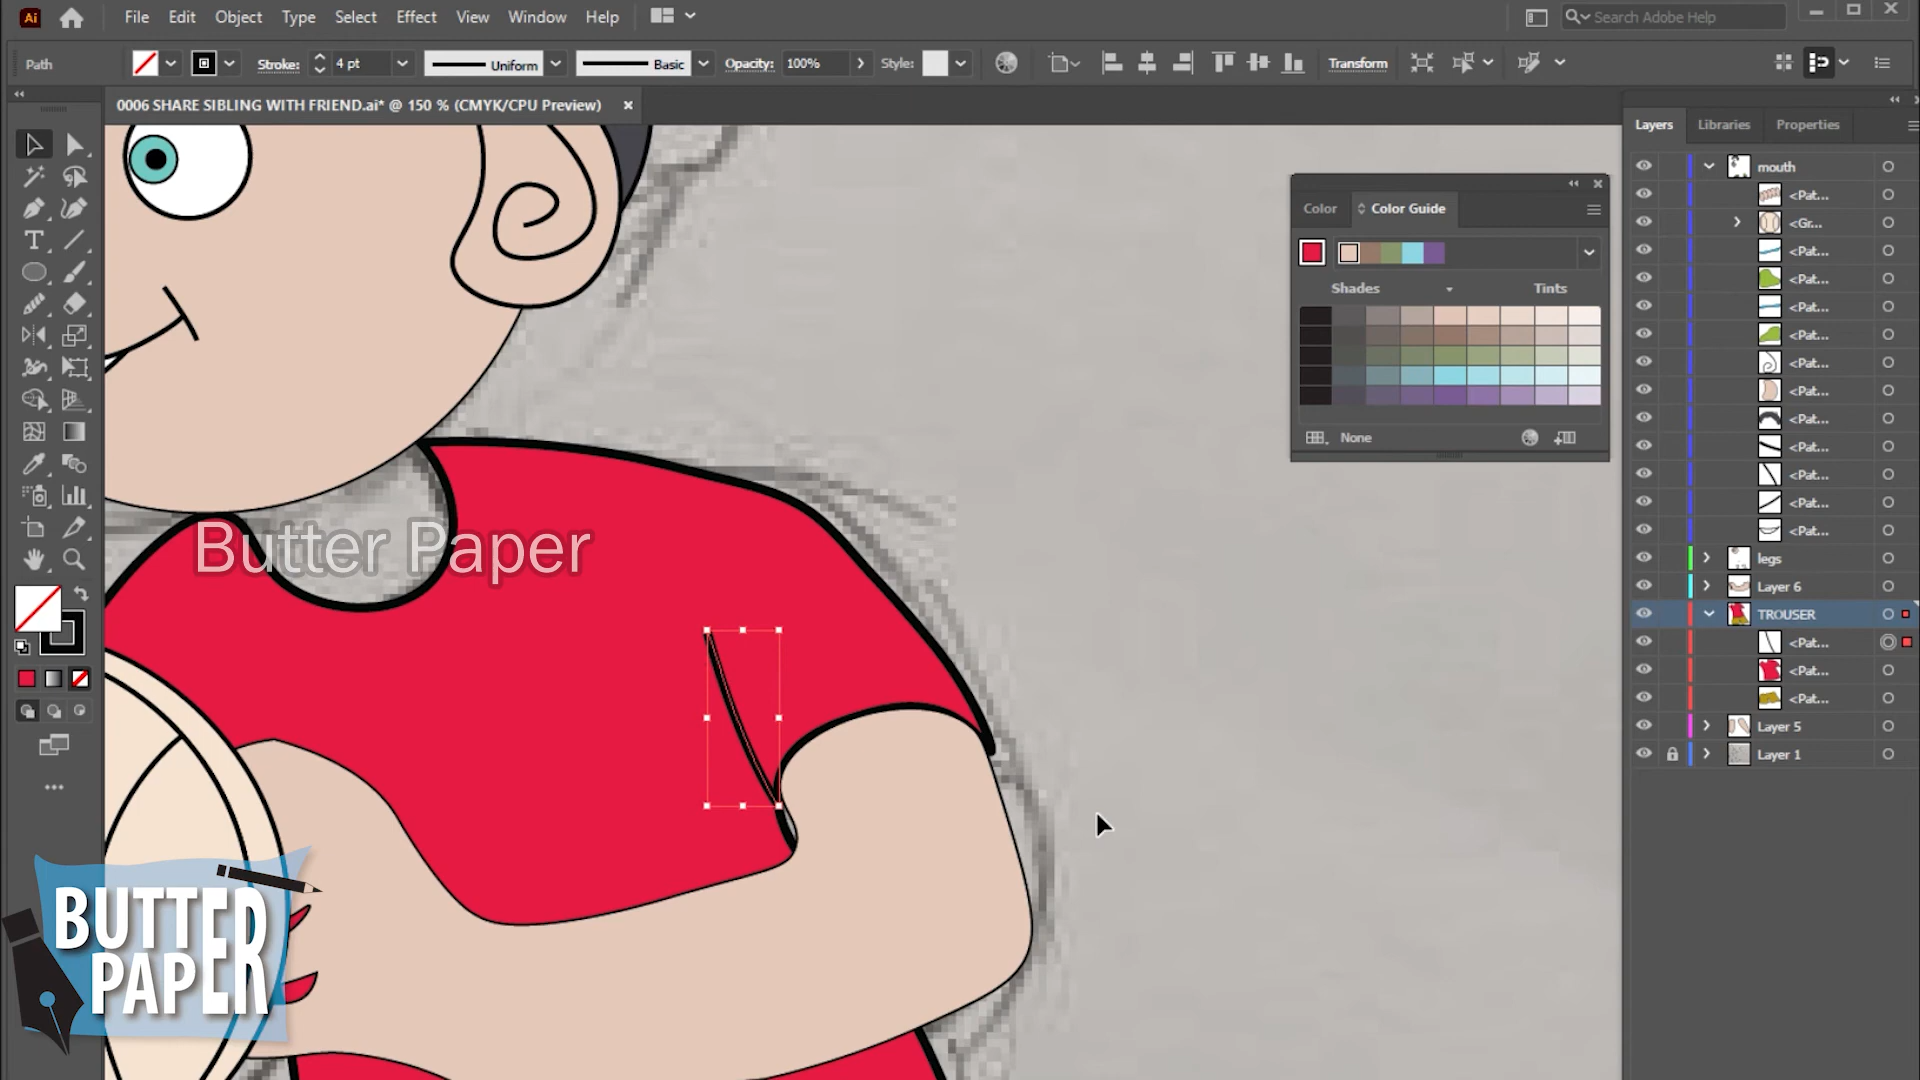 Ai File Edit Object Type Select Effect View Window Help Search Adobe Help
Path Stroke: 4 pt Uniform Basic Opacity: 100% Style: Transform
0006 SHARE SIBLING WITH FRIEND.ai* @ 150 % (CMYK/CPU Preview)
Layers Libraries Properties
mouth
<Pat...
<Gr...
<Pat...
<Pat...
<Pat...
<Pat...
<Pat...
<Pat...
<Pat...
<Pat...
<Pat...
<Pat...
<Pat...
legs
Layer 6
TROUSER
<Pat...
<Pat...
<Pat...
Layer 5
Layer 1
Color Color Guide
Shades Tints
None
Butter Paper
BUTTER
PAPER